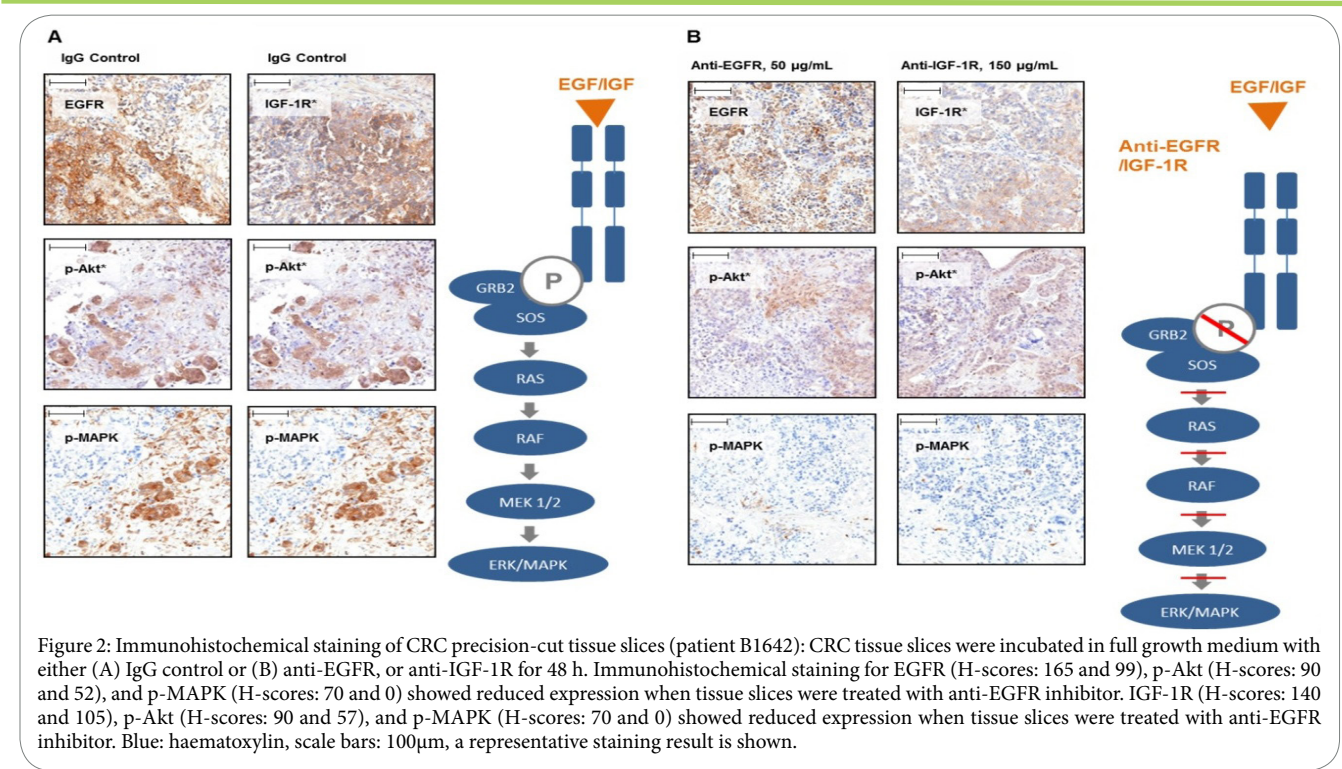 A
IgG Control
IgG Control
EGFR
IGF-1R*
p-Akt*
p-Akt*
p-MAPK
p-MAPK
EGF/IGF
P
GRB2
SOS
RAS
RAF
MEK 1/2
ERK/MAPK
B
Anti-EGFR, 50 µg/mL
Anti-IGF-1R, 150 µg/mL
EGFR
IGF-1R*
p-Akt*
p-Akt*
p-MAPK
p-MAPK
EGF/IGF
Anti-EGFR
/IGF-1R
P
GRB2
SOS
RAS
RAF
MEK 1/2
ERK/MAPK
Figure 2: Immunohistochemical staining of CRC precision-cut tissue slices (patient B1642): CRC tissue slices were incubated in full growth medium with
either (A) IgG control or (B) anti-EGFR, or anti-IGF-1R for 48 h. Immunohistochemical staining for EGFR (H-scores: 165 and 99), p-Akt (H-scores: 90
and 52), and p-MAPK (H-scores: 70 and 0) showed reduced expression when tissue slices were treated with anti-EGFR inhibitor. IGF-1R (H-scores: 140
and 105), p-Akt (H-scores: 90 and 57), and p-MAPK (H-scores: 70 and 0) showed reduced expression when tissue slices were treated with anti-EGFR
inhibitor. Blue: haematoxylin, scale bars: 100µm, a representative staining result is shown.